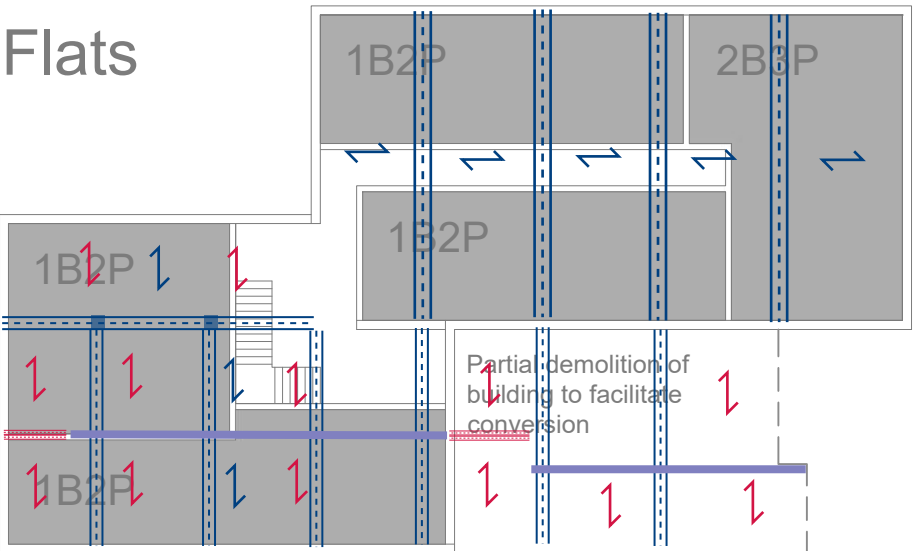 Flats
1B2P
2B3P
1B2P
1B2P
Partial demolition of
building to facilitate
conversion
1B2P